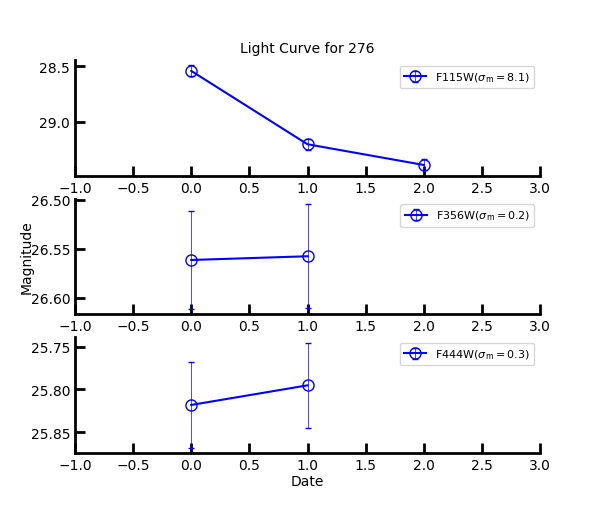 Light Curve for 276
28.5
29.0
F115W(σm = 8.1)
−1.0 −0.5 0.0 0.5 1.0 1.5 2.0 2.5 3.0
26.50
26.55
26.60
F356W(σm = 0.2)
−1.0 −0.5 0.0 0.5 1.0 1.5 2.0 2.5 3.0
Magnitude
25.75
25.80
25.85
F444W(σm = 0.3)
−1.0 −0.5 0.0 0.5 1.0 1.5 2.0 2.5 3.0
Date